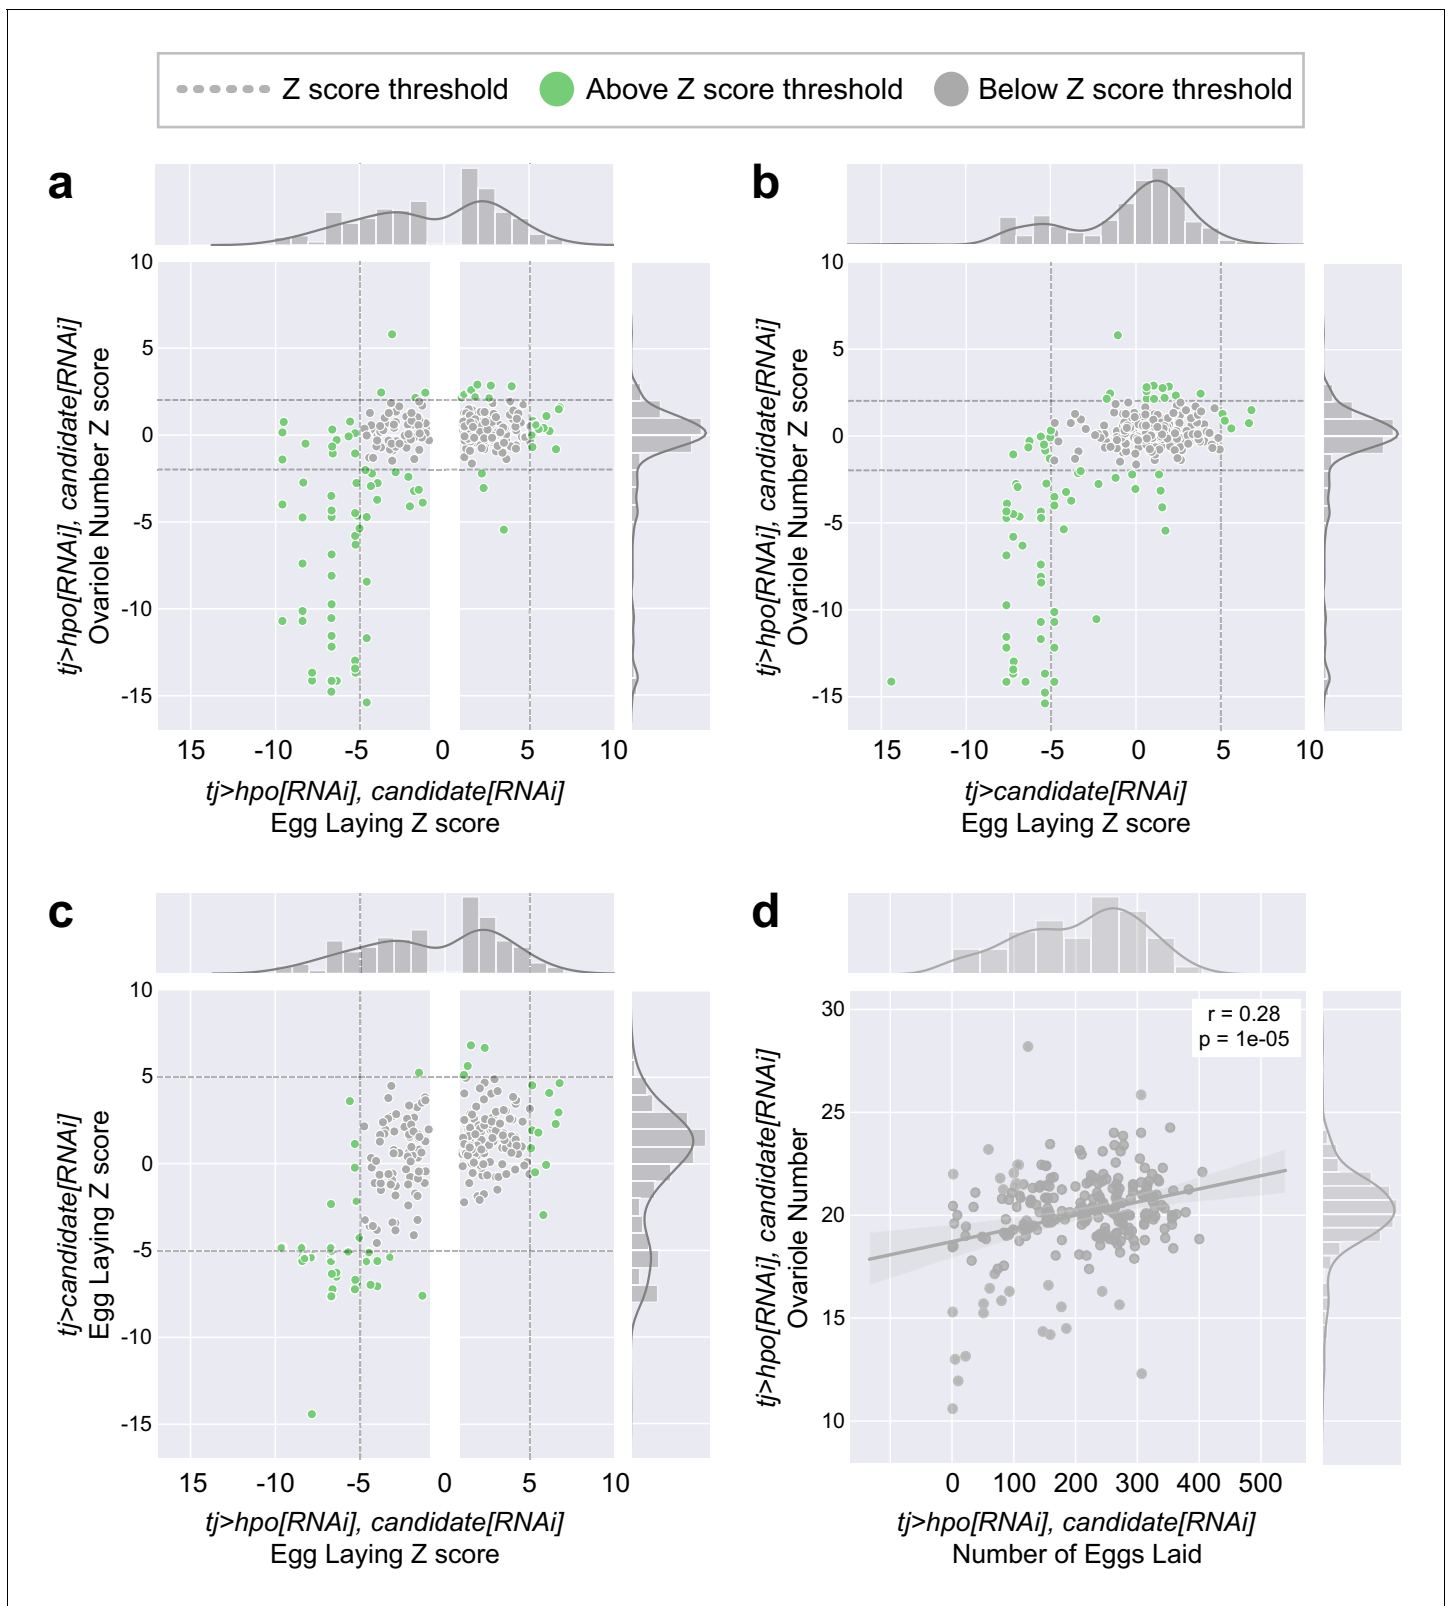 Z score threshold Above Z score threshold Below Z score threshold
a
10
5
0
-5
-10
-15
tj>hpo[RNAi], candidate[RNAi]
Ovariole Number Z score
15 -10 -5 0 5 10
tj>hpo[RNAi], candidate[RNAi]
Egg Laying Z score
b
10
5
0
-5
-10
-15
tj>hpo[RNAi], candidate[RNAi]
Ovariole Number Z score
15 -10 -5 0 5 10
tj>candidate[RNAi]
Egg Laying Z score
c
10
5
0
-5
-10
-15
tj>candidate[RNAi]
Egg Laying Z score
15 -10 -5 0 5 10
tj>hpo[RNAi], candidate[RNAi]
Egg Laying Z score
d
r = 0.28
p = 1e-05
30
25
20
15
10
tj>hpo[RNAi], candidate[RNAi]
Ovariole Number
0 100 200 300 400 500
tj>hpo[RNAi], candidate[RNAi]
Number of Eggs Laid